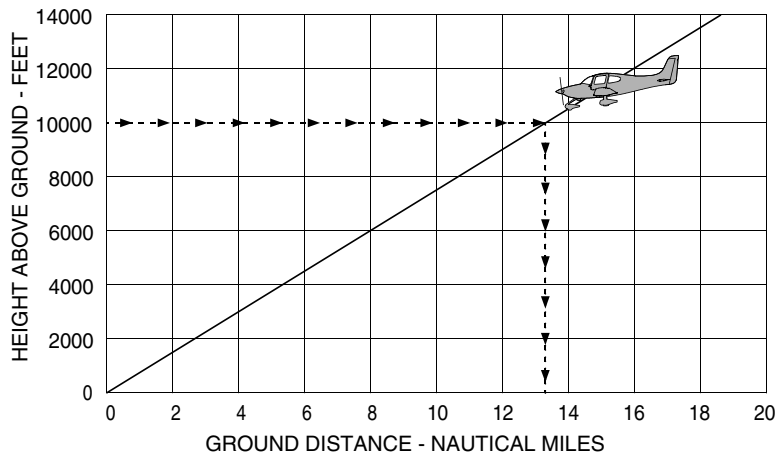 HEIGHT ABOVE GROUND - FEET
14000
12000
10000
8000
6000
4000
2000
0
0 2 4 6 8 10 12 14 16 18 20
GROUND DISTANCE - NAUTICAL MILES